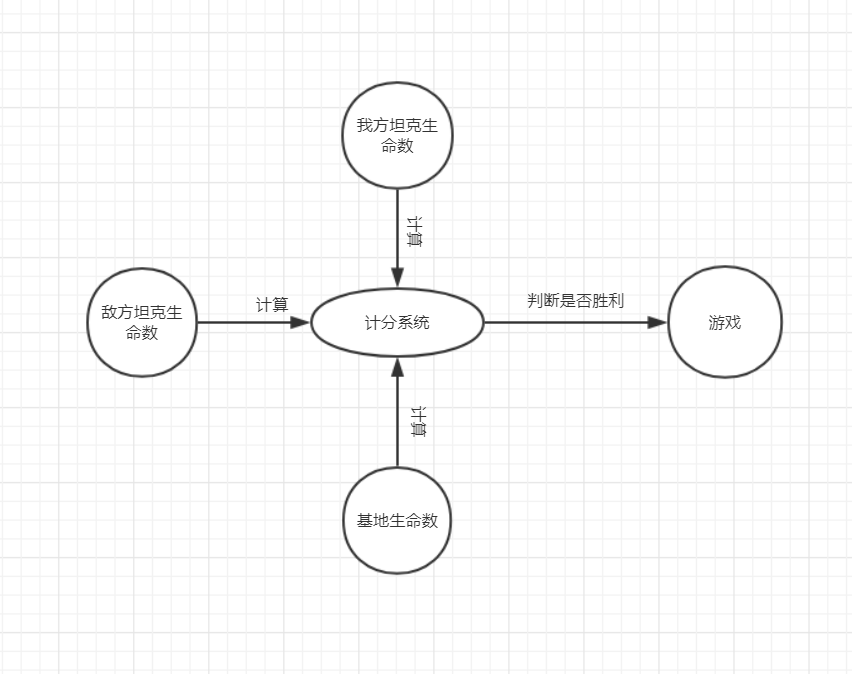 我方坦克生
命数
计算
敌方坦克生
命数
计算
计分系统
判断是否胜利
游戏
计算
基地生命数